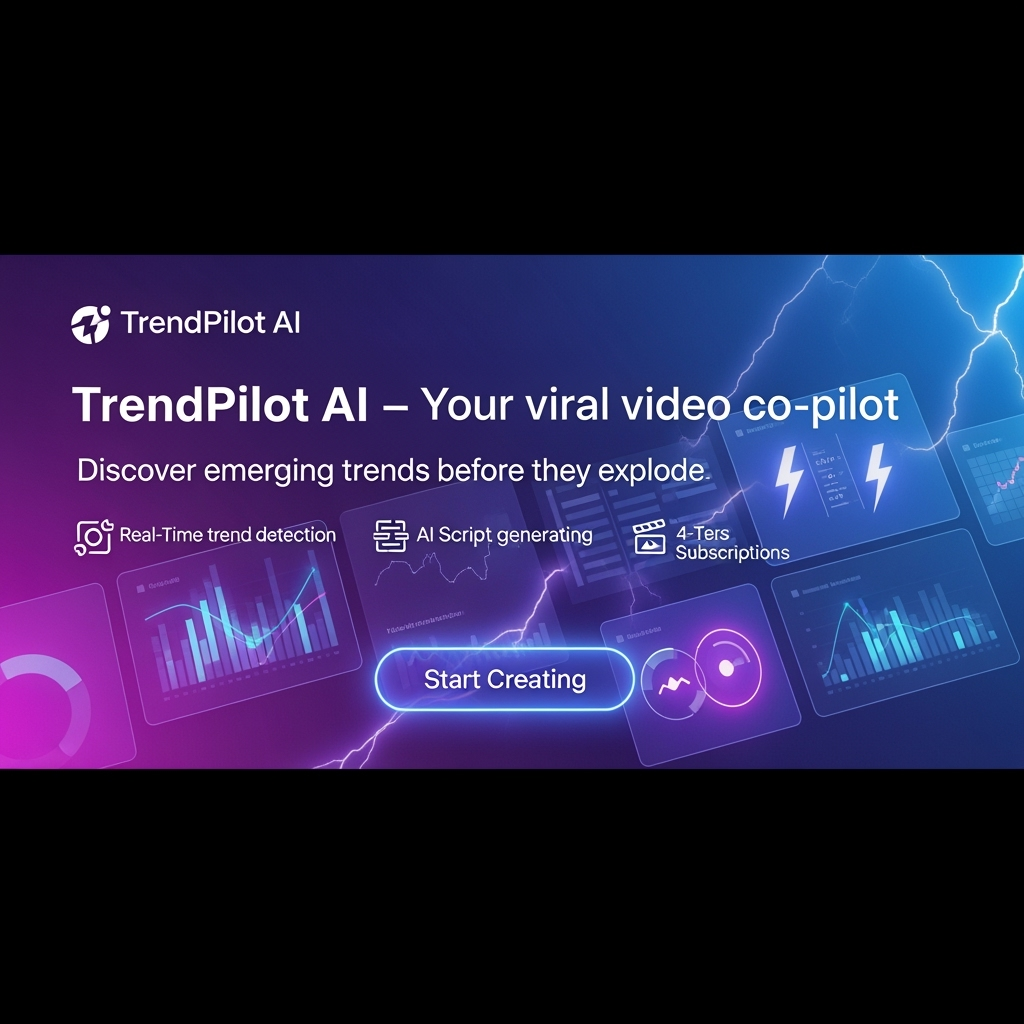 TrendPilot AI
TrendPilot AI – Your viral video co-pilot
Discover emerging trends before they explode.
Real-Time trend detection
AI Script generating
4-Ters
Subscriptions
Start Creating